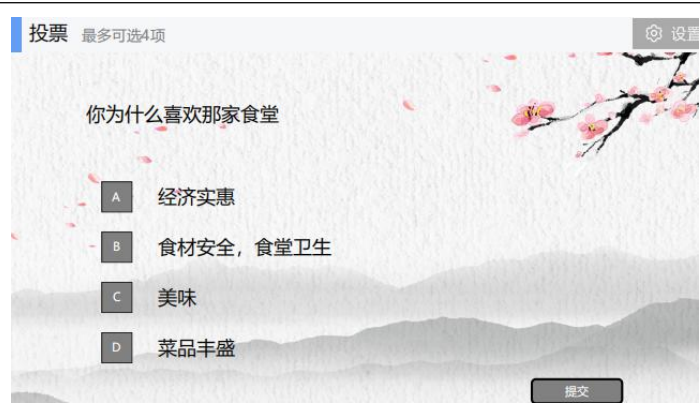 投票 最多可选4项 设置
你为什么喜欢那家食堂
A 经济实惠
B 食材安全，食堂卫生
C 美味
D 菜品丰盛
提交